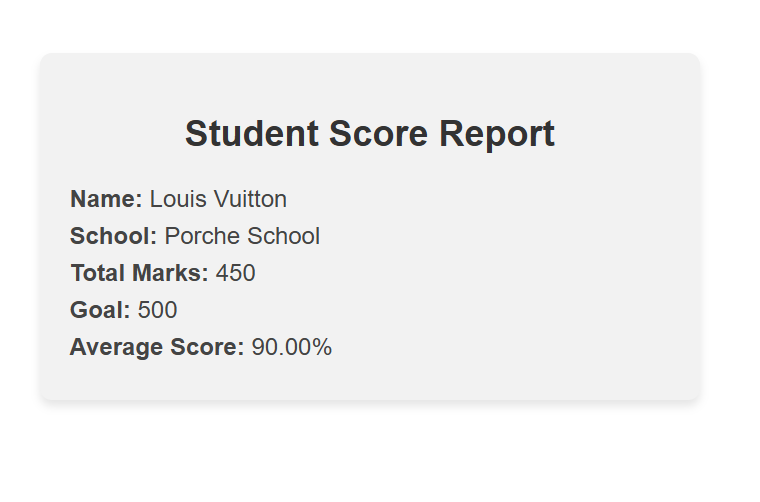 Student Score Report
Name: Louis Vuitton
School: Porche School
Total Marks: 450
Goal: 500
Average Score: 90.00%